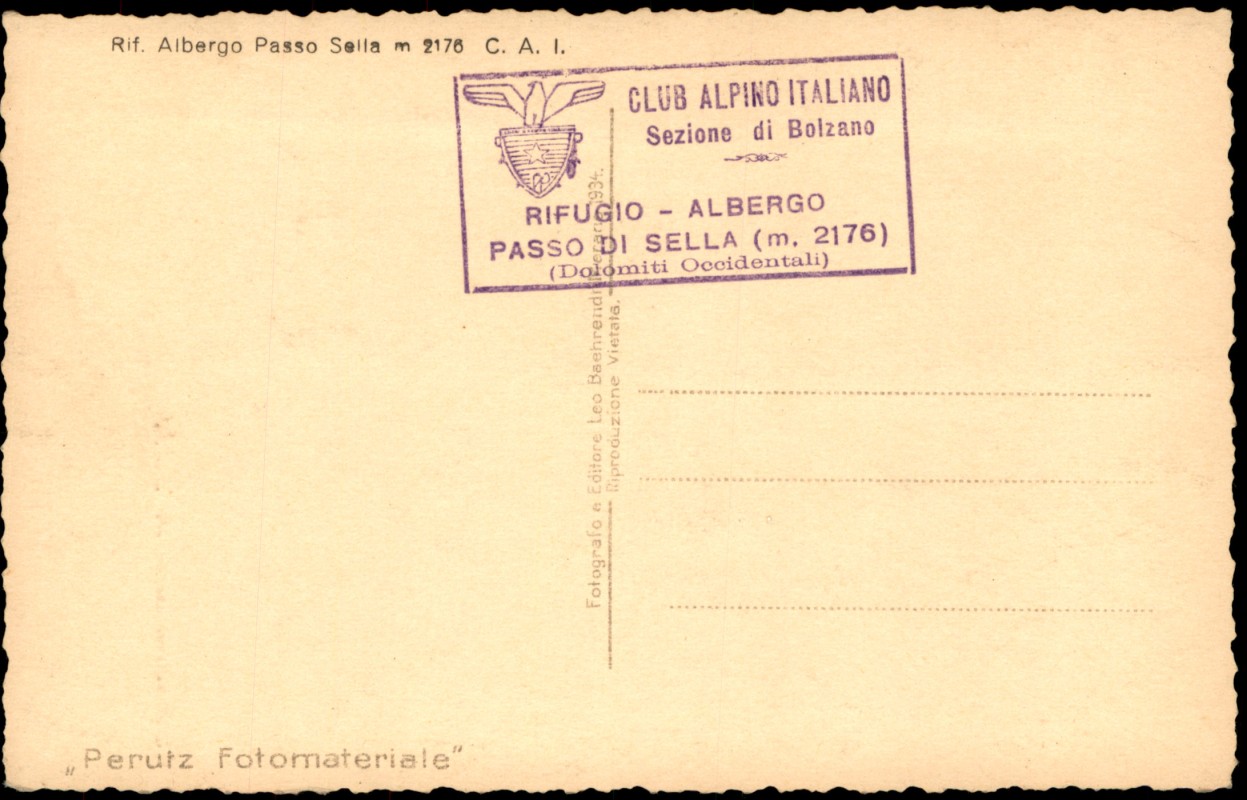 Rif. Albergo Passo Sella m 2176 C. A. I.
CLUB ALPINO ITALIANO
Sezione di Bolzano
RIFUGIO - ALBERGO
PASSO DI SELLA (m. 2176)
(Dolomiti Occidentali)
Fotografo e Editore Leo Baehrendt 1934.
Riproduzione Vietata.
„Perutz Fotomateriale"